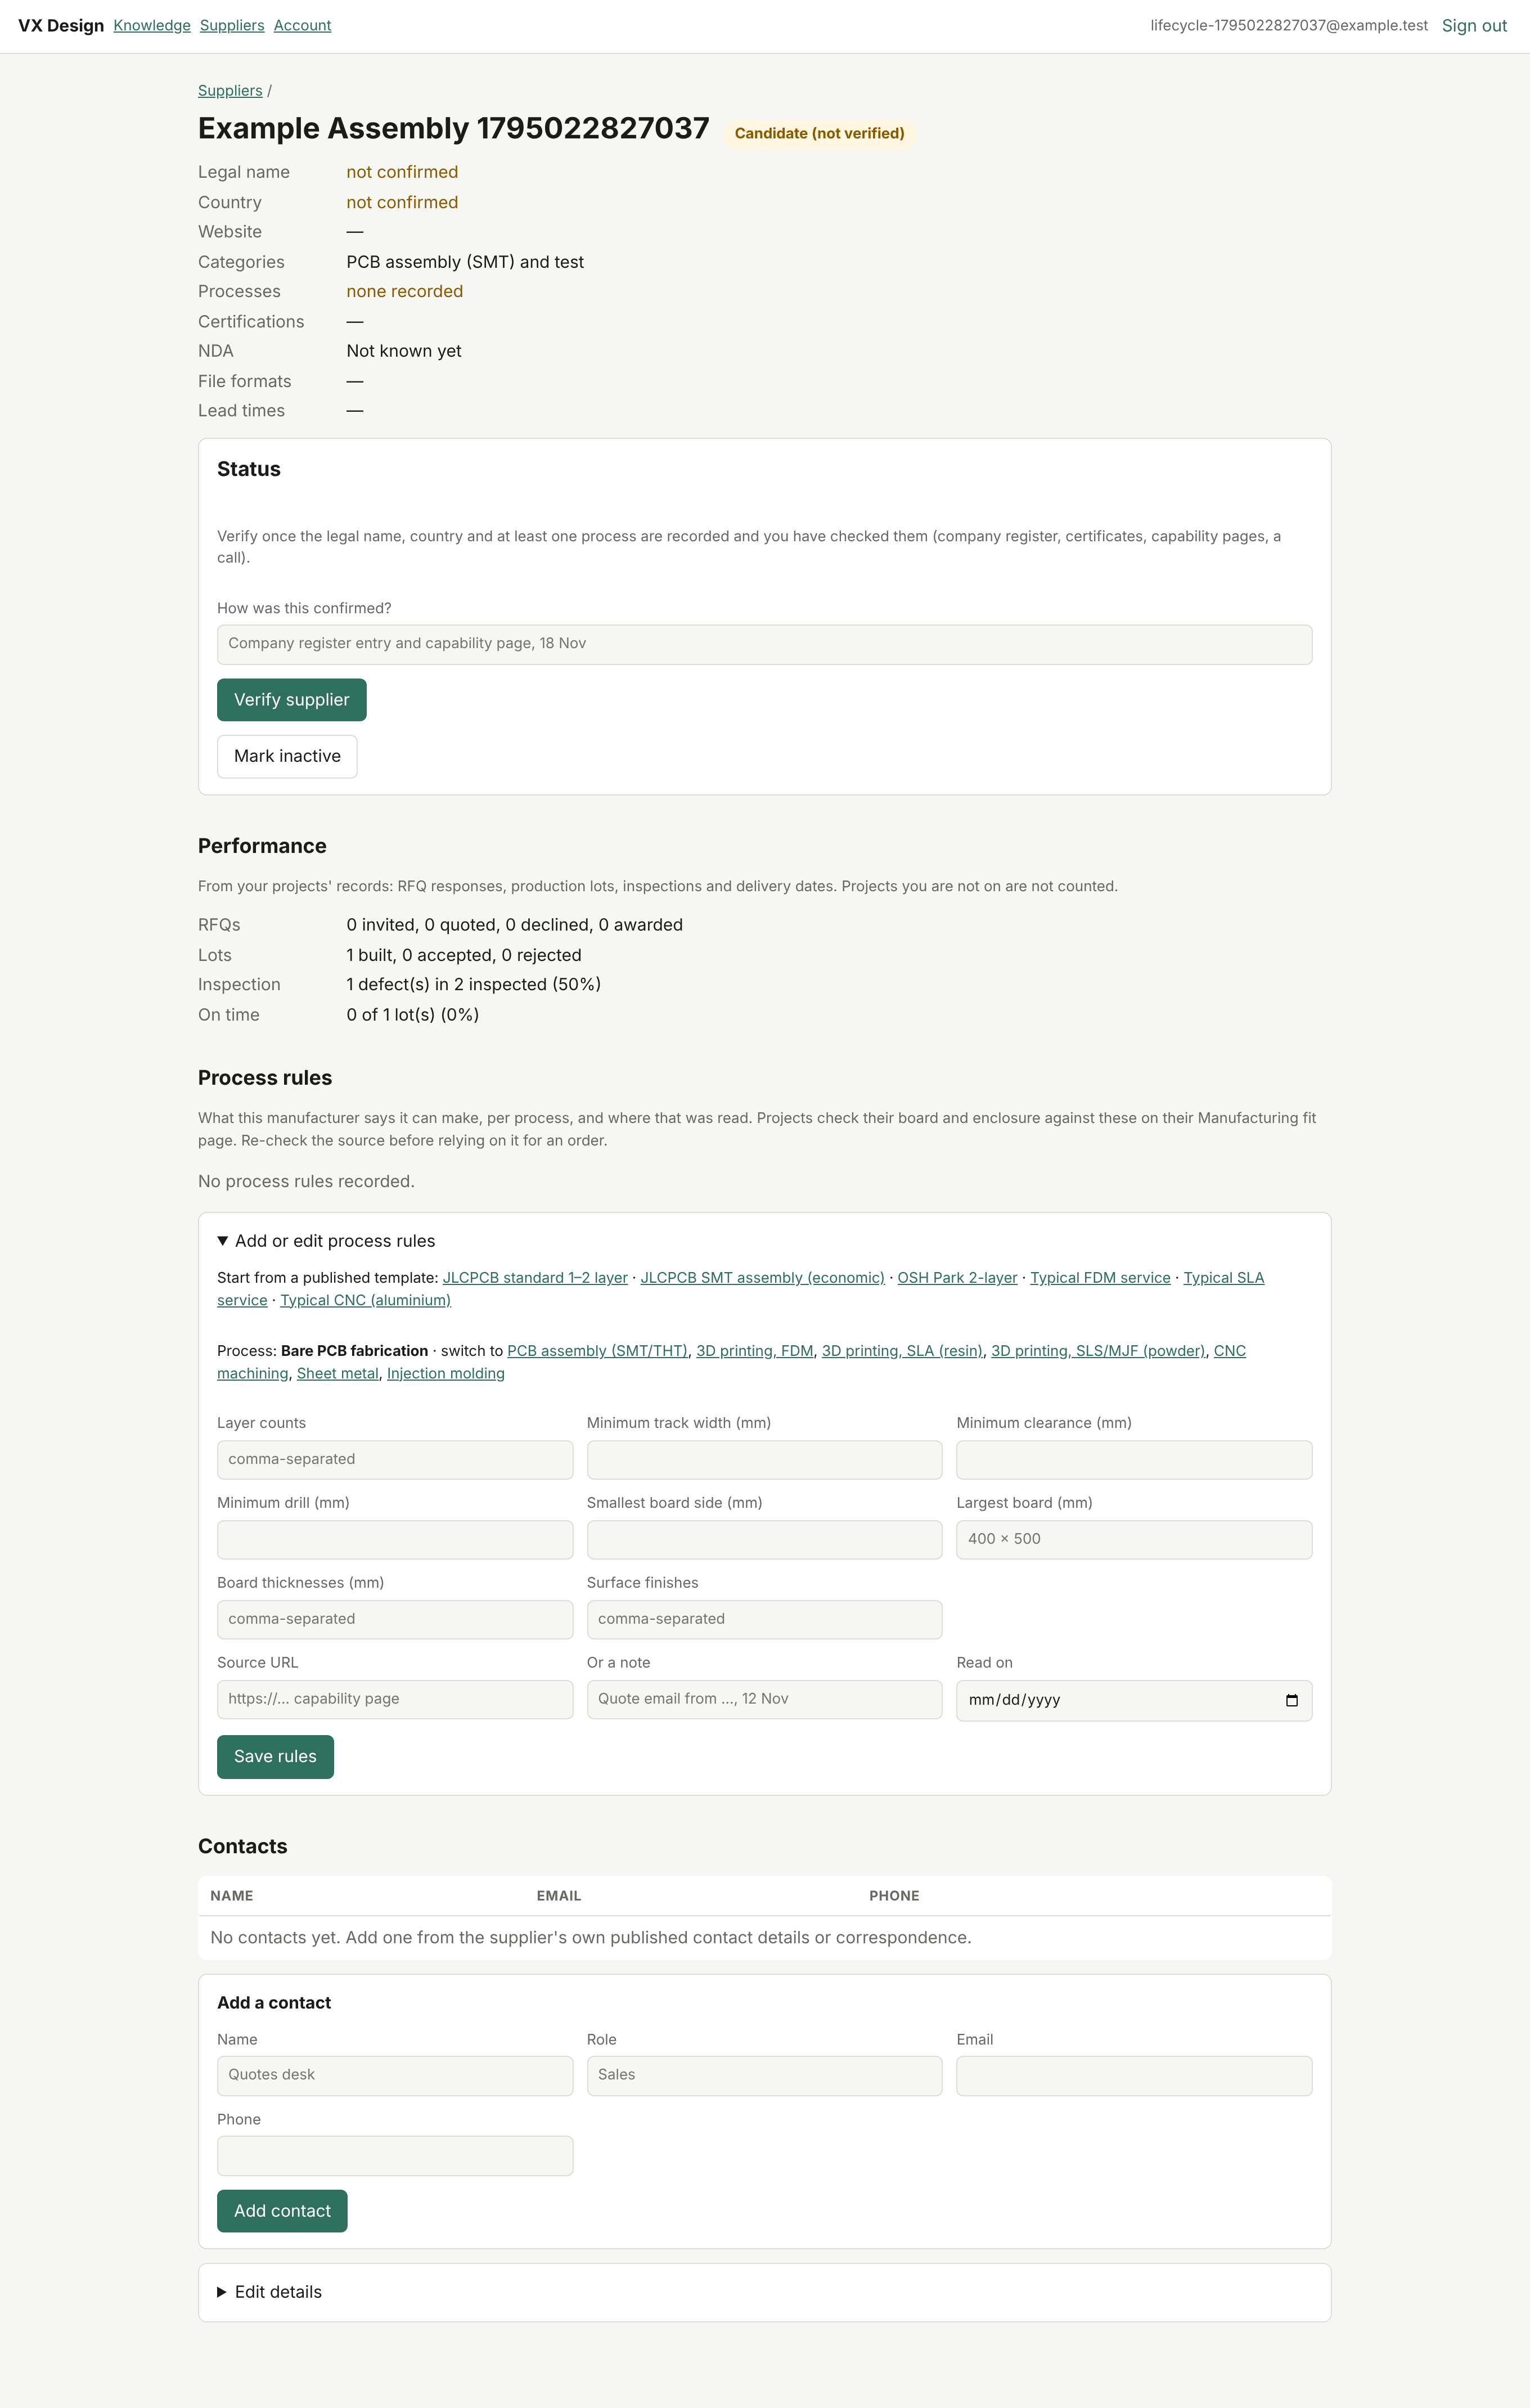 VX Design Knowledge Suppliers Account lifecycle-1795022827037@example.test Sign out
Suppliers /
Example Assembly 1795022827037 Candidate (not verified)
Legal name not confirmed
Country not confirmed
Website —
Categories PCB assembly (SMT) and test
Processes none recorded
Certifications —
NDA Not known yet
File formats —
Lead times —
Status
Verify once the legal name, country and at least one process are recorded and you have checked them (company register, certificates, capability pages, a
call).
How was this confirmed?
Company register entry and capability page, 18 Nov
Verify supplier
Mark inactive
Performance
From your projects' records: RFQ responses, production lots, inspections and delivery dates. Projects you are not on are not counted.
RFQs 0 invited, 0 quoted, 0 declined, 0 awarded
Lots 1 built, 0 accepted, 0 rejected
Inspection 1 defect(s) in 2 inspected (50%)
On time 0 of 1 lot(s) (0%)
Process rules
What this manufacturer says it can make, per process, and where that was read. Projects check their board and enclosure against these on their Manufacturing fit
page. Re-check the source before relying on it for an order.
No process rules recorded.
▼ Add or edit process rules
Start from a published template: JLCPCB standard 1–2 layer · JLCPCB SMT assembly (economic) · OSH Park 2-layer · Typical FDM service · Typical SLA
service · Typical CNC (aluminium)
Process: Bare PCB fabrication · switch to PCB assembly (SMT/THT), 3D printing, FDM, 3D printing, SLA (resin), 3D printing, SLS/MJF (powder), CNC
machining, Sheet metal, Injection molding
Layer counts Minimum track width (mm) Minimum clearance (mm)
comma-separated
Minimum drill (mm) Smallest board side (mm) Largest board (mm)
400 × 500
Board thicknesses (mm) Surface finishes
comma-separated comma-separated
Source URL Or a note Read on
https://... capability page Quote email from ..., 12 Nov mm/dd/yyyy
Save rules
Contacts
NAME EMAIL PHONE
No contacts yet. Add one from the supplier's own published contact details or correspondence.
Add a contact
Name Role Email
Quotes desk Sales
Phone
Add contact
▶ Edit details